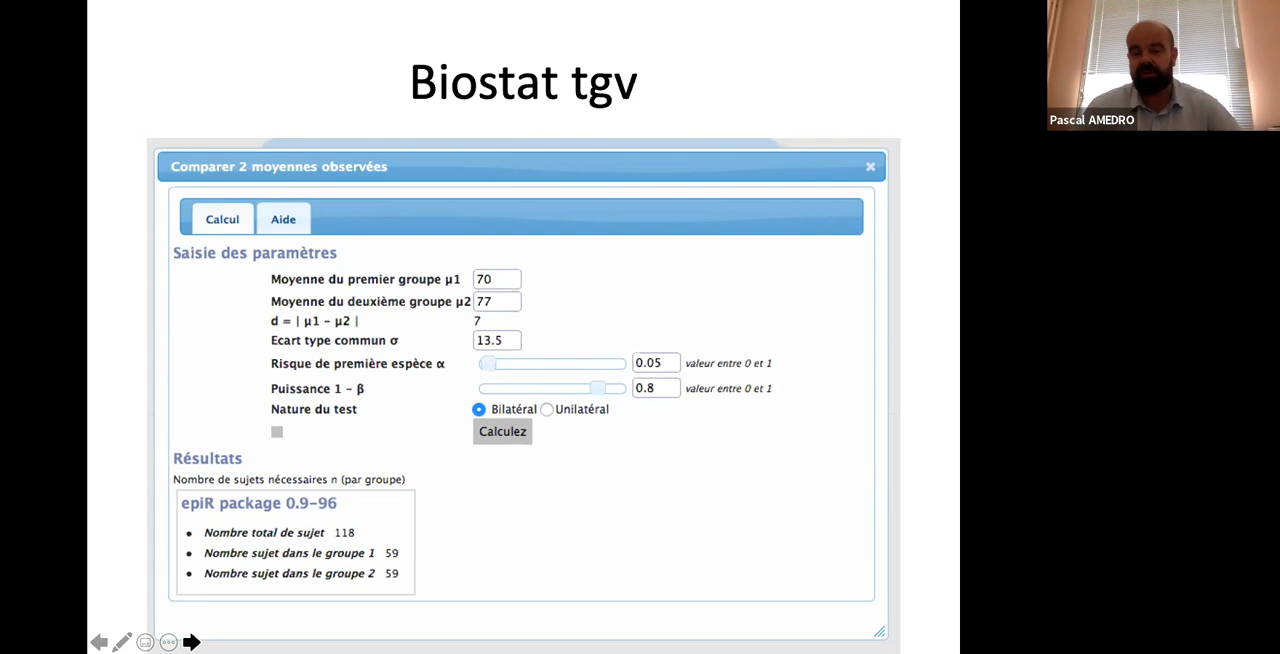 Biostat tgv
Pascal AMEDRO
Comparer 2 moyennes observées
Calcul Aide
Saisie des paramètres
Moyenne du premier groupe μ1 70
Moyenne du deuxième groupe μ2 77
d = | μ1 - μ2 | 7
Ecart type commun σ 13.5
Risque de première espèce α 0.05 valeur entre 0 et 1
Puissance 1 - β 0.8 valeur entre 0 et 1
Nature du test Bilatéral Unilatéral
Calculez
Résultats
Nombre de sujets nécessaires n (par groupe)
epiR package 0.9-96
• Nombre total de sujet 118
• Nombre sujet dans le groupe 1 59
• Nombre sujet dans le groupe 2 59